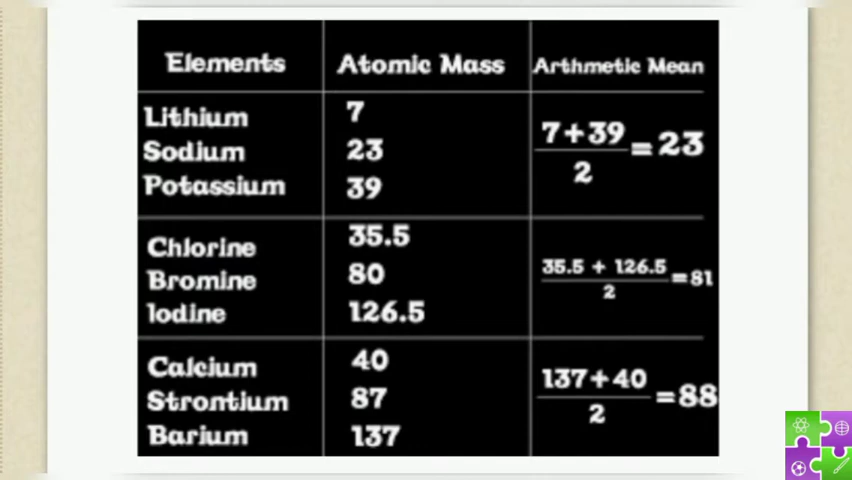 Elements Atomic Mass Arthmetic Mean
Lithium 7
Sodium 23
Potassium 39
7+39
2
=23
Chlorine 35.5
Bromine 80
Iodine 126.5
35.5 + 126.5
2
=81
Calcium 40
Strontium 87
Barium 137
137+40
2
=88